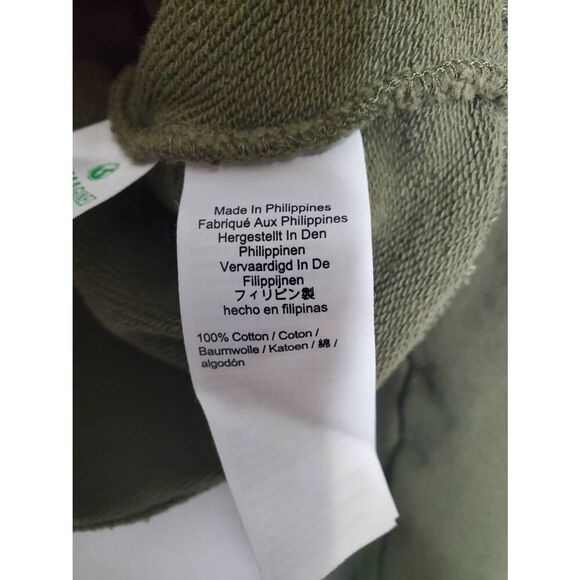 Made In Philippines
Fabriqué Aux Philippines
Hergestellt In Den
Philippinen
Vervaardigd In De
Filippijnen
フィリピン製
hecho en filipinas
100% Cotton / Coton /
Baumwolle / Katoen / 綿 /
algodón